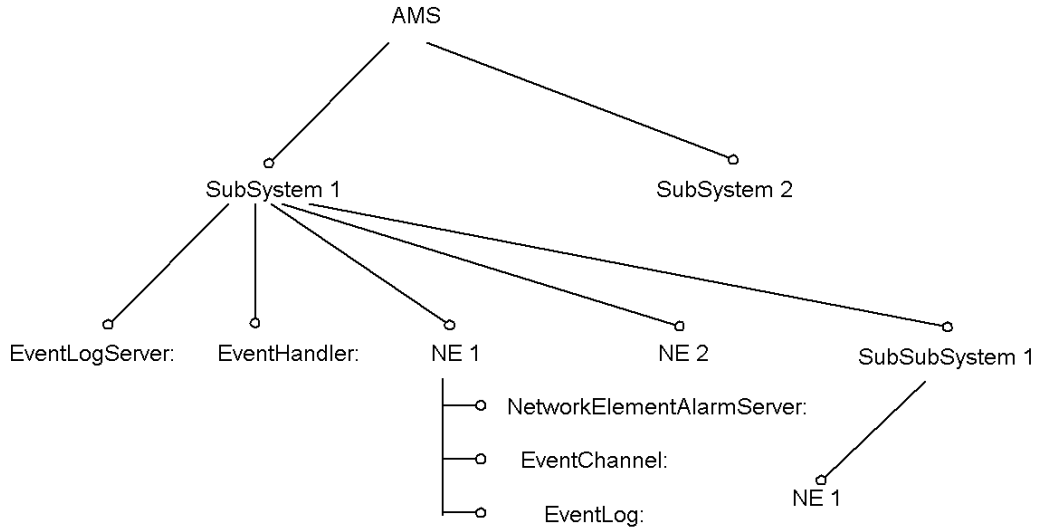 AMS
SubSystem 1
SubSystem 2
EventLogServer:
EventHandler:
NE 1
NE 2
SubSubSystem 1
NetworkElementAlarmServer:
EventChannel:
NE 1
EventLog: